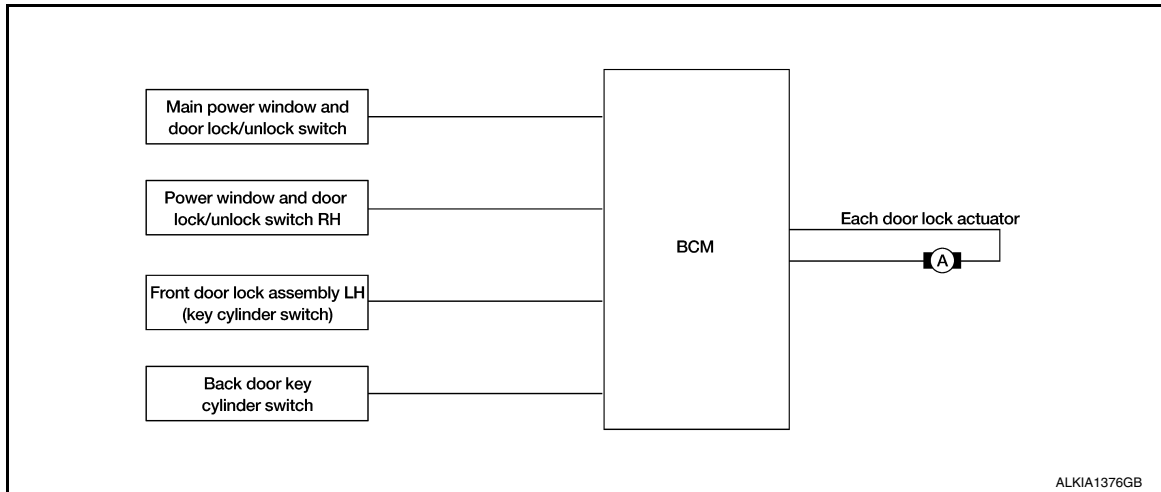 Main power window and
door lock/unlock switch
Power window and door
lock/unlock switch RH
Front door lock assembly LH
(key cylinder switch)
Back door key
cylinder switch
BCM
Each door lock actuator
A
ALKIA1376GB